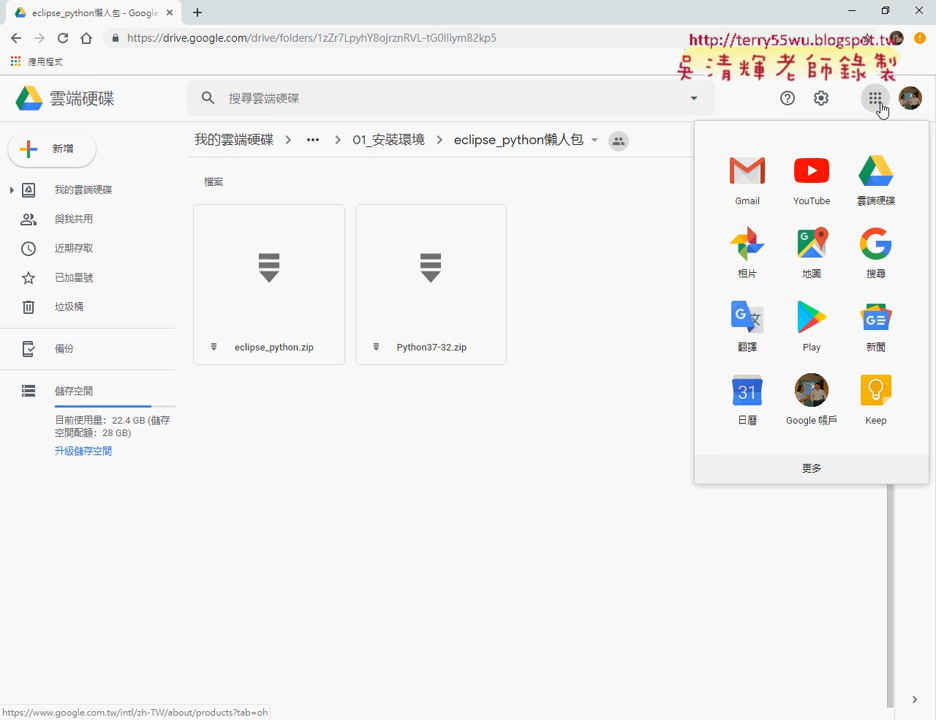 eclipse_python懶人包 - Google
https://drive.google.com/drive/folders/1zZr7LpyhY8ojrznRVL-tG0lIiymB2kp5
http://terry55wu.blogspot.tw
應用程式
吳清輝老師錄製
雲端硬碟
搜尋雲端硬碟
新增
我的雲端硬碟
01_安裝環境
eclipse_python懶人包
檔案
我的雲端硬碟
與我共用
近期存取
已加星號
垃圾桶
備份
儲存空間
目前使用量: 22.4 GB (儲存
空間配額: 28 GB)
升級儲存空間
eclipse_python.zip
Python37-32.zip
Gmail
YouTube
雲端硬碟
相片
地圖
搜尋
翻譯
Play
新聞
31
日曆
Google 帳戶
Keep
更多
https://www.google.com.tw/intl/zh-TW/about/products?tab=oh